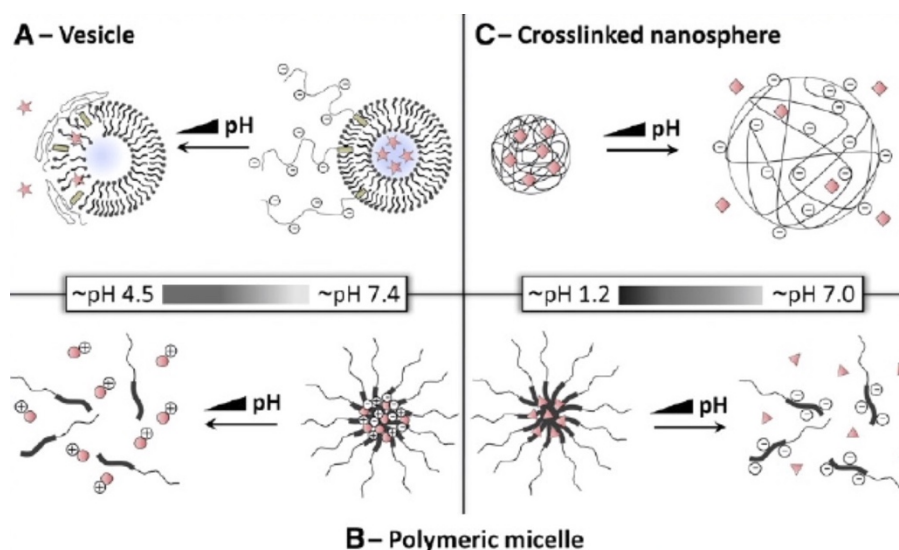 A – Vesicle
C – Crosslinked nanosphere
pH
pH
~pH 4.5 ~pH 7.4
~pH 1.2 ~pH 7.0
pH
pH
B – Polymeric micelle